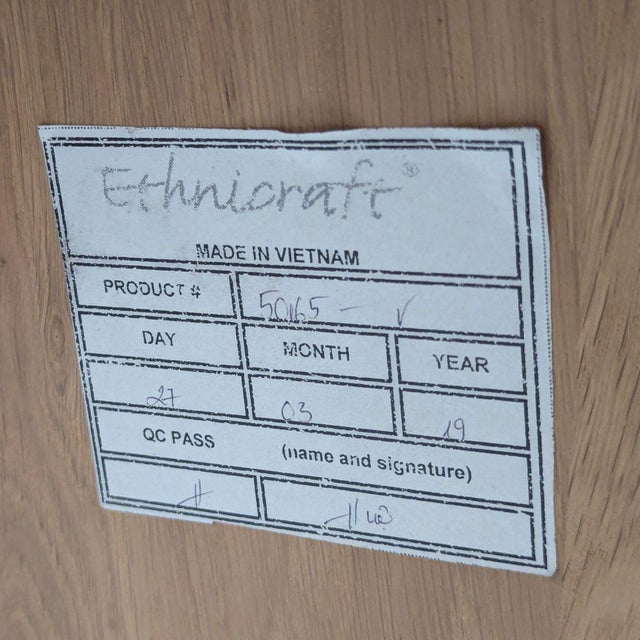 Ethnicraft®
MADE IN VIETNAM
PRODUCT # 50165 - V
DAY MONTH YEAR
27 03 19
QC PASS (name and signature)